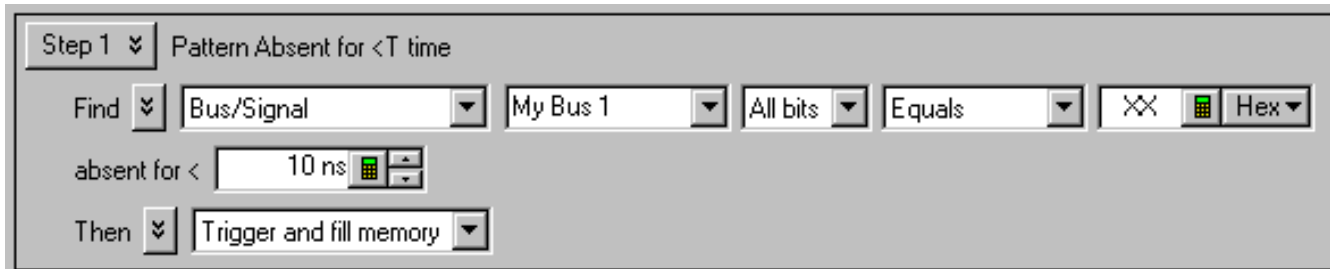 Step 1 Pattern Absent for <T time
Find Bus/Signal My Bus 1 All bits Equals XX Hex
absent for < 10 ns
Then Trigger and fill memory